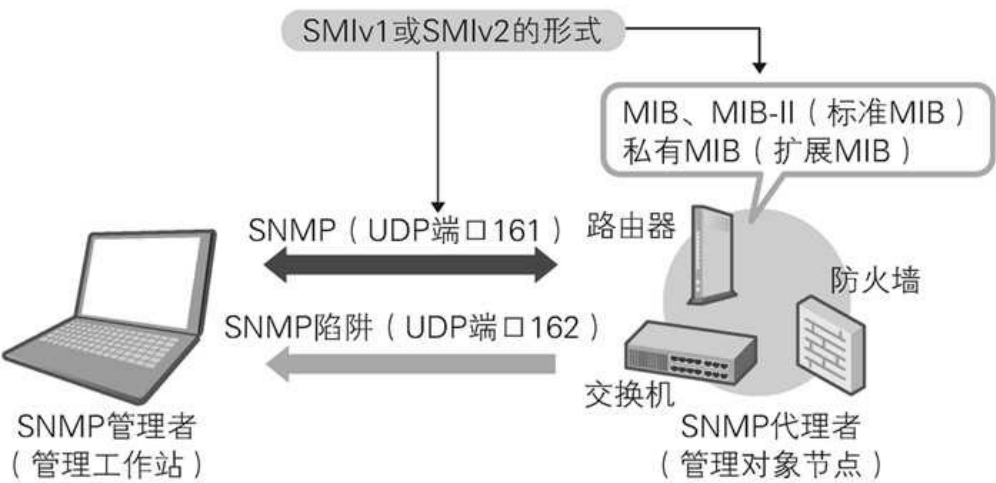 SMIv1或SMIv2的形式
MIB、MIB-II（标准MIB）
私有MIB（扩展MIB）
SNMP（UDP端口161）
路由器
防火墙
SNMP陷阱（UDP端口162）
交换机
SNMP管理者
（管理工作站）
SNMP代理者
（管理对象节点）